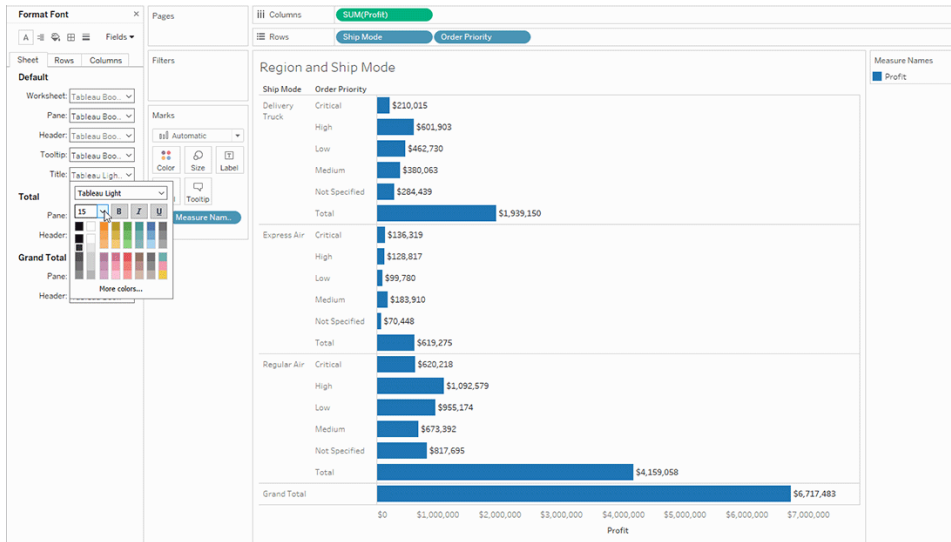 Format Font
×
A
Fields
Sheet Rows Columns
Default
Worksheet: Tableau Boo..
Pane: Tableau Boo..
Header: Tableau Boo..
Tooltip: Tableau Boo..
Title: Tableau Ligh..
Total
Tableau Light
Pane:
15 B I U
Header:
Grand Total
Pane:
More colors...
Header:
Pages
Filters
Marks
Automatic
Color Size Label
Tooltip
Measure Nam..
Columns SUM(Profit)
Rows Ship Mode Order Priority
Region and Ship Mode
Ship Mode Order Priority
Delivery Truck Critical $210,015
High $601,903
Low $462,730
Medium $380,063
Not Specified $284,439
Total $1,939,150
Express Air Critical $136,319
High $128,817
Low $99,780
Medium $183,910
Not Specified $70,448
Total $619,275
Regular Air Critical $620,218
High $1,092,579
Low $955,174
Medium $673,392
Not Specified $817,695
Total $4,159,058
Grand Total $6,717,483
$0 $1,000,000 $2,000,000 $3,000,000 $4,000,000 $5,000,000 $6,000,000 $7,000,000
Profit
Measure Names
Profit